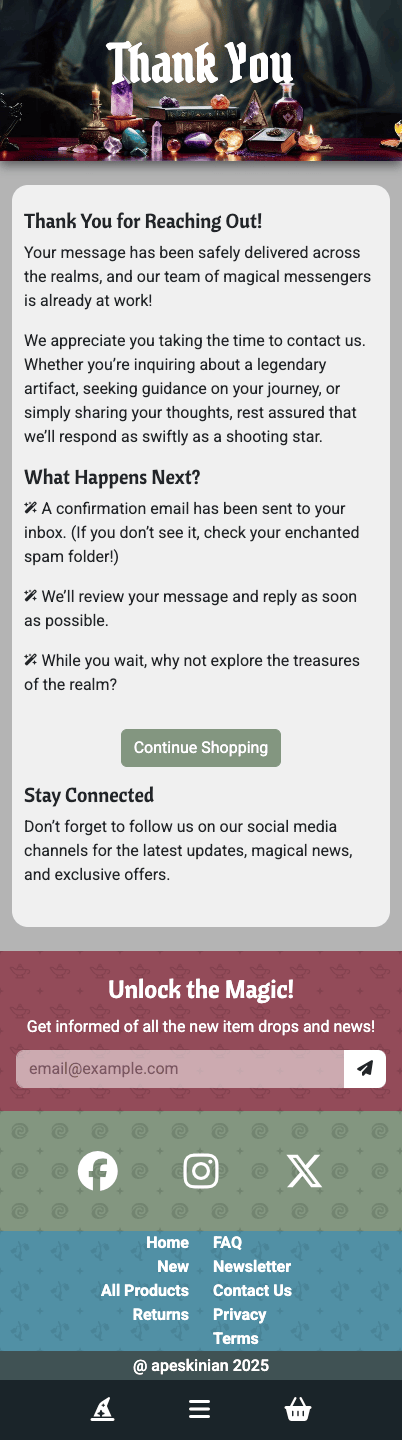 Thank You
Thank You for Reaching Out!
Your message has been safely delivered across
the realms, and our team of magical messengers
is already at work!
We appreciate you taking the time to contact us.
Whether you’re inquiring about a legendary
artifact, seeking guidance on your journey, or
simply sharing your thoughts, rest assured that
we’ll respond as swiftly as a shooting star.
What Happens Next?
A confirmation email has been sent to your
inbox. (If you don’t see it, check your enchanted
spam folder!)
We’ll review your message and reply as soon
as possible.
While you wait, why not explore the treasures
of the realm?
Continue Shopping
Stay Connected
Don’t forget to follow us on our social media
channels for the latest updates, magical news,
and exclusive offers.
Unlock the Magic!
Get informed of all the new item drops and news!
email@example.com
Home
New
All Products
Returns
FAQ
Newsletter
Contact Us
Privacy
Terms
@ apeskinian 2025